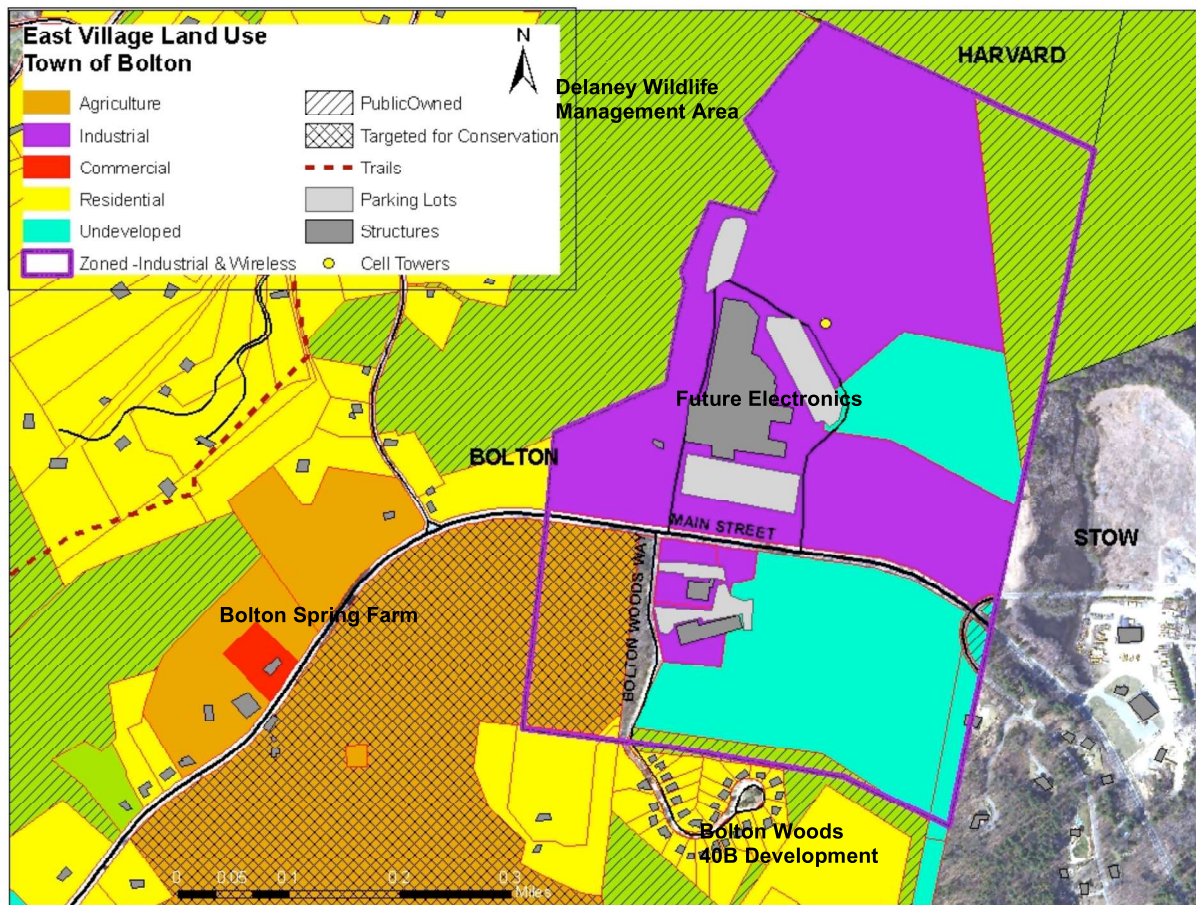 East Village Land Use
Town of Bolton
N
Agriculture
Industrial
Commercial
Residential
Undeveloped
Zoned -Industrial & Wireless
PublicOwned
Targeted for Conservation
Trails
Parking Lots
Structures
Cell Towers
Delaney Wildlife
Management Area
HARVARD
Future Electronics
BOLTON
MAIN STREET
STOW
BOLTON WOODS WAY
Bolton Spring Farm
Bolton Woods
40B Development
0 0.05 0.1 0.2 0.3
Miles